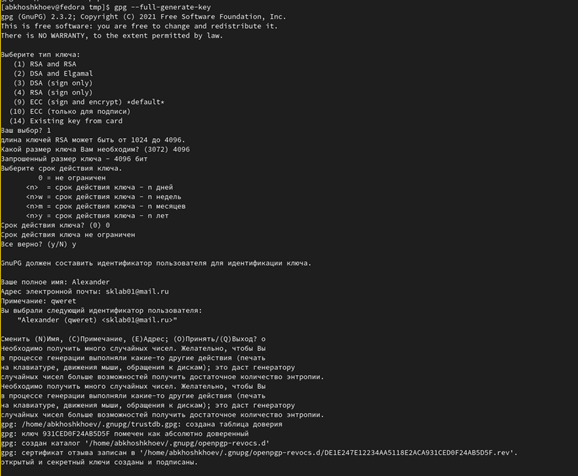 [abkhoshkhoev@fedora tmp]$ gpg --full-generate-key
gpg (GnuPG) 2.3.2; Copyright (C) 2021 Free Software Foundation, Inc.
This is free software: you are free to change and redistribute it.
There is NO WARRANTY, to the extent permitted by law.
Выберите тип ключа:
(1) RSA and RSA
(2) DSA and Elgamal
(3) DSA (sign only)
(4) RSA (sign only)
(9) ECC (sign and encrypt) *default*
(10) ECC (только для подписи)
(14) Existing key from card
Ваш выбор? 1
длина ключей RSA может быть от 1024 до 4096.
Какой размер ключа Вам необходим? (3072) 4096
Запрошенный размер ключа - 4096 бит
Выберите срок действия ключа.
0 = не ограничен
<n> = срок действия ключа - n дней
<n>w = срок действия ключа - n недель
<n>m = срок действия ключа - n месяцев
<n>y = срок действия ключа - n лет
Срок действия ключа? (0) 0
Срок действия ключа не ограничен
Все верно? (y/N) y
GnuPG должен составить идентификатор пользователя для идентификации ключа.
Ваше полное имя: Alexander
Адрес электронной почты: sklab01@mail.ru
Примечание: qweret
Вы выбрали следующий идентификатор пользователя:
"Alexander (qweret) <sklab01@mail.ru>"
Сменить (N)Имя, (C)Примечание, (E)Адрес; (O)Принять/(Q)Выход? o
Необходимо получить много случайных чисел. Желательно, чтобы Вы
в процессе генерации выполняли какие-то другие действия (печать
на клавиатуре, движения мыши, обращения к дискам); это даст генератору
случайных чисел больше возможностей получить достаточное количество энтропии.
Необходимо получить много случайных чисел. Желательно, чтобы Вы
в процессе генерации выполняли какие-то другие действия (печать
на клавиатуре, движения мыши, обращения к дискам); это даст генератору
случайных чисел больше возможностей получить достаточное количество энтропии.
gpg: /home/abkhoshkhoev/.gnupg/trustdb.gpg: создана таблица доверия
gpg: ключ 931CED0F24AB5D5F помечен как абсолютно доверенный
gpg: создан каталог '/home/abkhoshkhoev/.gnupg/openpgp-revocs.d'
gpg: сертификат отзыва записан в '/home/abkhoshkhoev/.gnupg/openpgp-revocs.d/DE1E247E12234AA5118E2ACA931CED0F24AB5D5F.rev'.
открытый и секретный ключи созданы и подписаны.